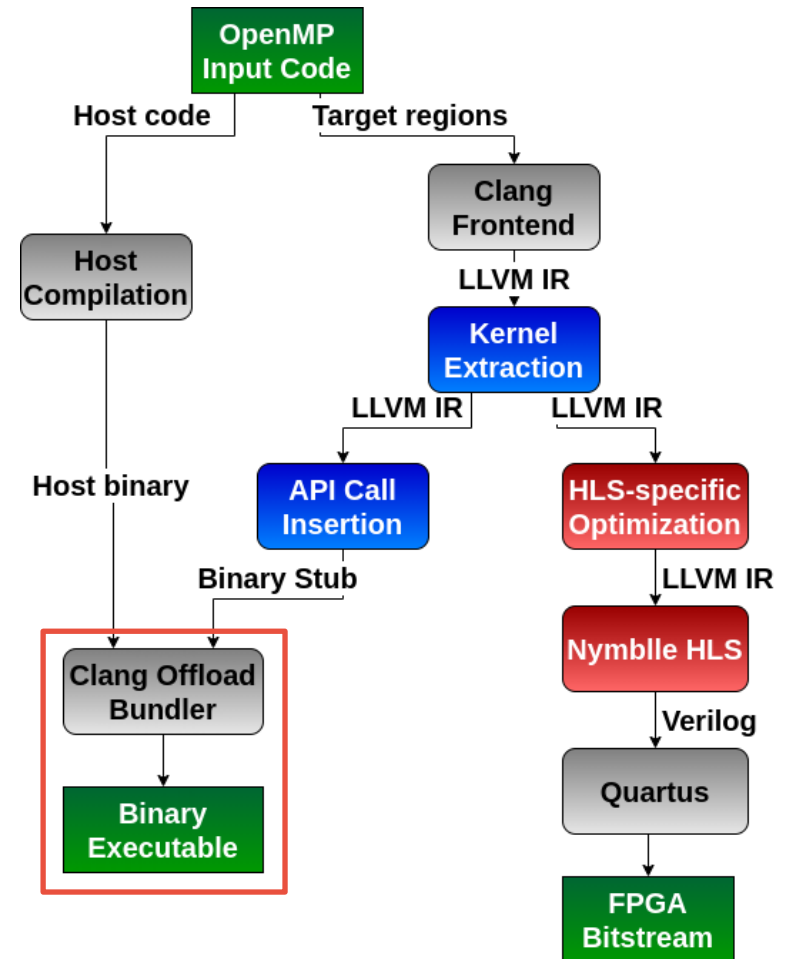 OpenMP
Input Code
Host code
Target regions
Clang
Frontend
Host
Compilation
LLVM IR
Kernel
Extraction
LLVM IR
LLVM IR
Host binary
API Call
Insertion
HLS-specific
Optimization
Binary Stub
LLVM IR
Clang Offload
Bundler
Nymblle HLS
Verilog
Binary
Executable
Quartus
FPGA
Bitstream